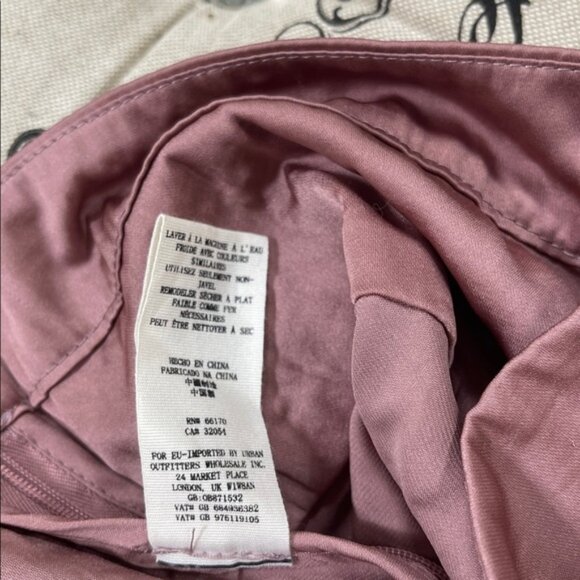 LAVER À LA MACHINE À L'EAU
FROIDE AVEC COULEURS
SIMILAIRES
UTILISEZ SEULEMENT NON-
JAVEL
REMODELER SÉCHER À PLAT
FAIBLE COMME FER
NÉCESSAIRES
PEUT ÊTRE NETTOYER À SEC
HECHO EN CHINA
FABRICADO NA CHINA
中國制造
中国製
RN# 66170
CA# 32054
FOR EU-IMPORTED BY URBAN
OUTFITTERS WHOLESALE INC.
24 MARKET PLACE
LONDON, UK W1W8AN
GB:OB871532
VAT# GB 684936382
VAT# GB 976119105